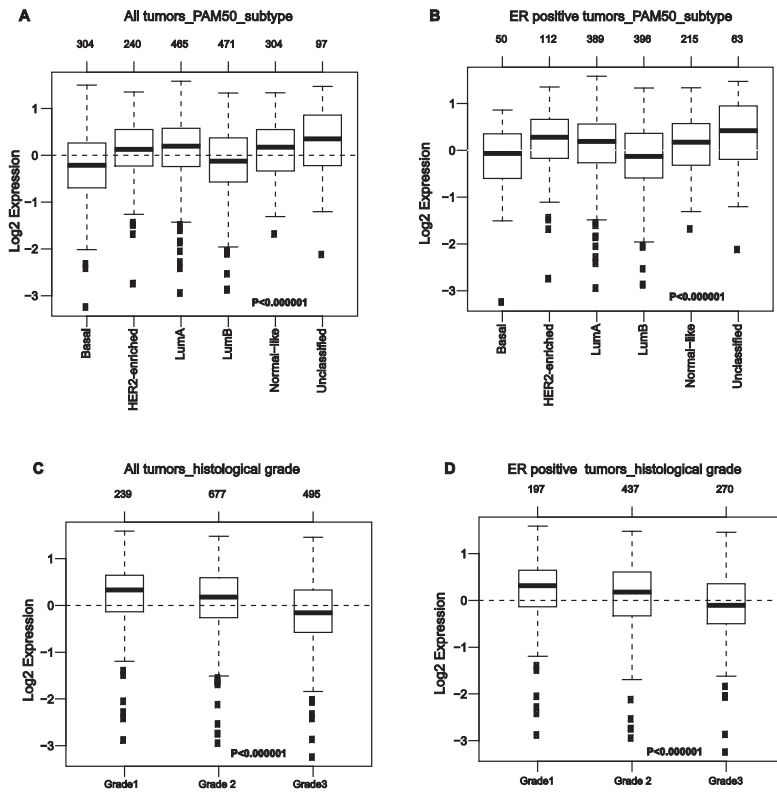 A
All tumors_PAM50_subtype
304 240 465 471 304 97
Log2 Expression
1
0
−1
−2
−3
P<0.000001
Basal
HER2-enriched
LumA
LumB
Normal-like
Unclassified
B
ER positive tumors_PAM50_subtype
50 112 389 396 215 63
Log2 Expression
1
0
−1
−2
−3
P<0.000001
Basal
HER2-enriched
LumA
LumB
Normal-like
Unclassified
C
All tumors_histological grade
239 677 495
Log2 Expression
1
0
−1
−2
−3
P<0.000001
Grade1 Grade 2 Grade3
D
ER positive tumors_histological grade
197 437 270
Log2 Expression
1
0
−1
−2
−3
P<0.000001
Grade1 Grade 2 Grade3